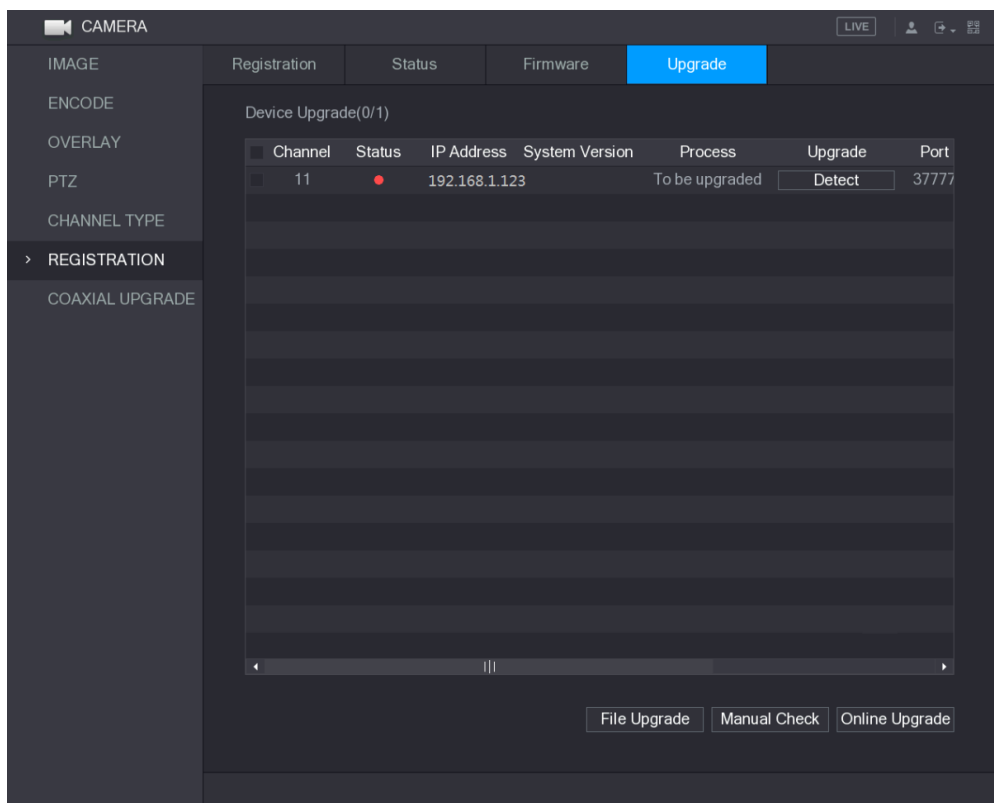 CAMERA LIVE
IMAGE
ENCODE
OVERLAY
PTZ
CHANNEL TYPE
> REGISTRATION
COAXIAL UPGRADE
Registration Status Firmware Upgrade
Device Upgrade(0/1)
Channel Status IP Address System Version Process Upgrade Port
11 192.168.1.123 To be upgraded Detect 37777
File Upgrade Manual Check Online Upgrade